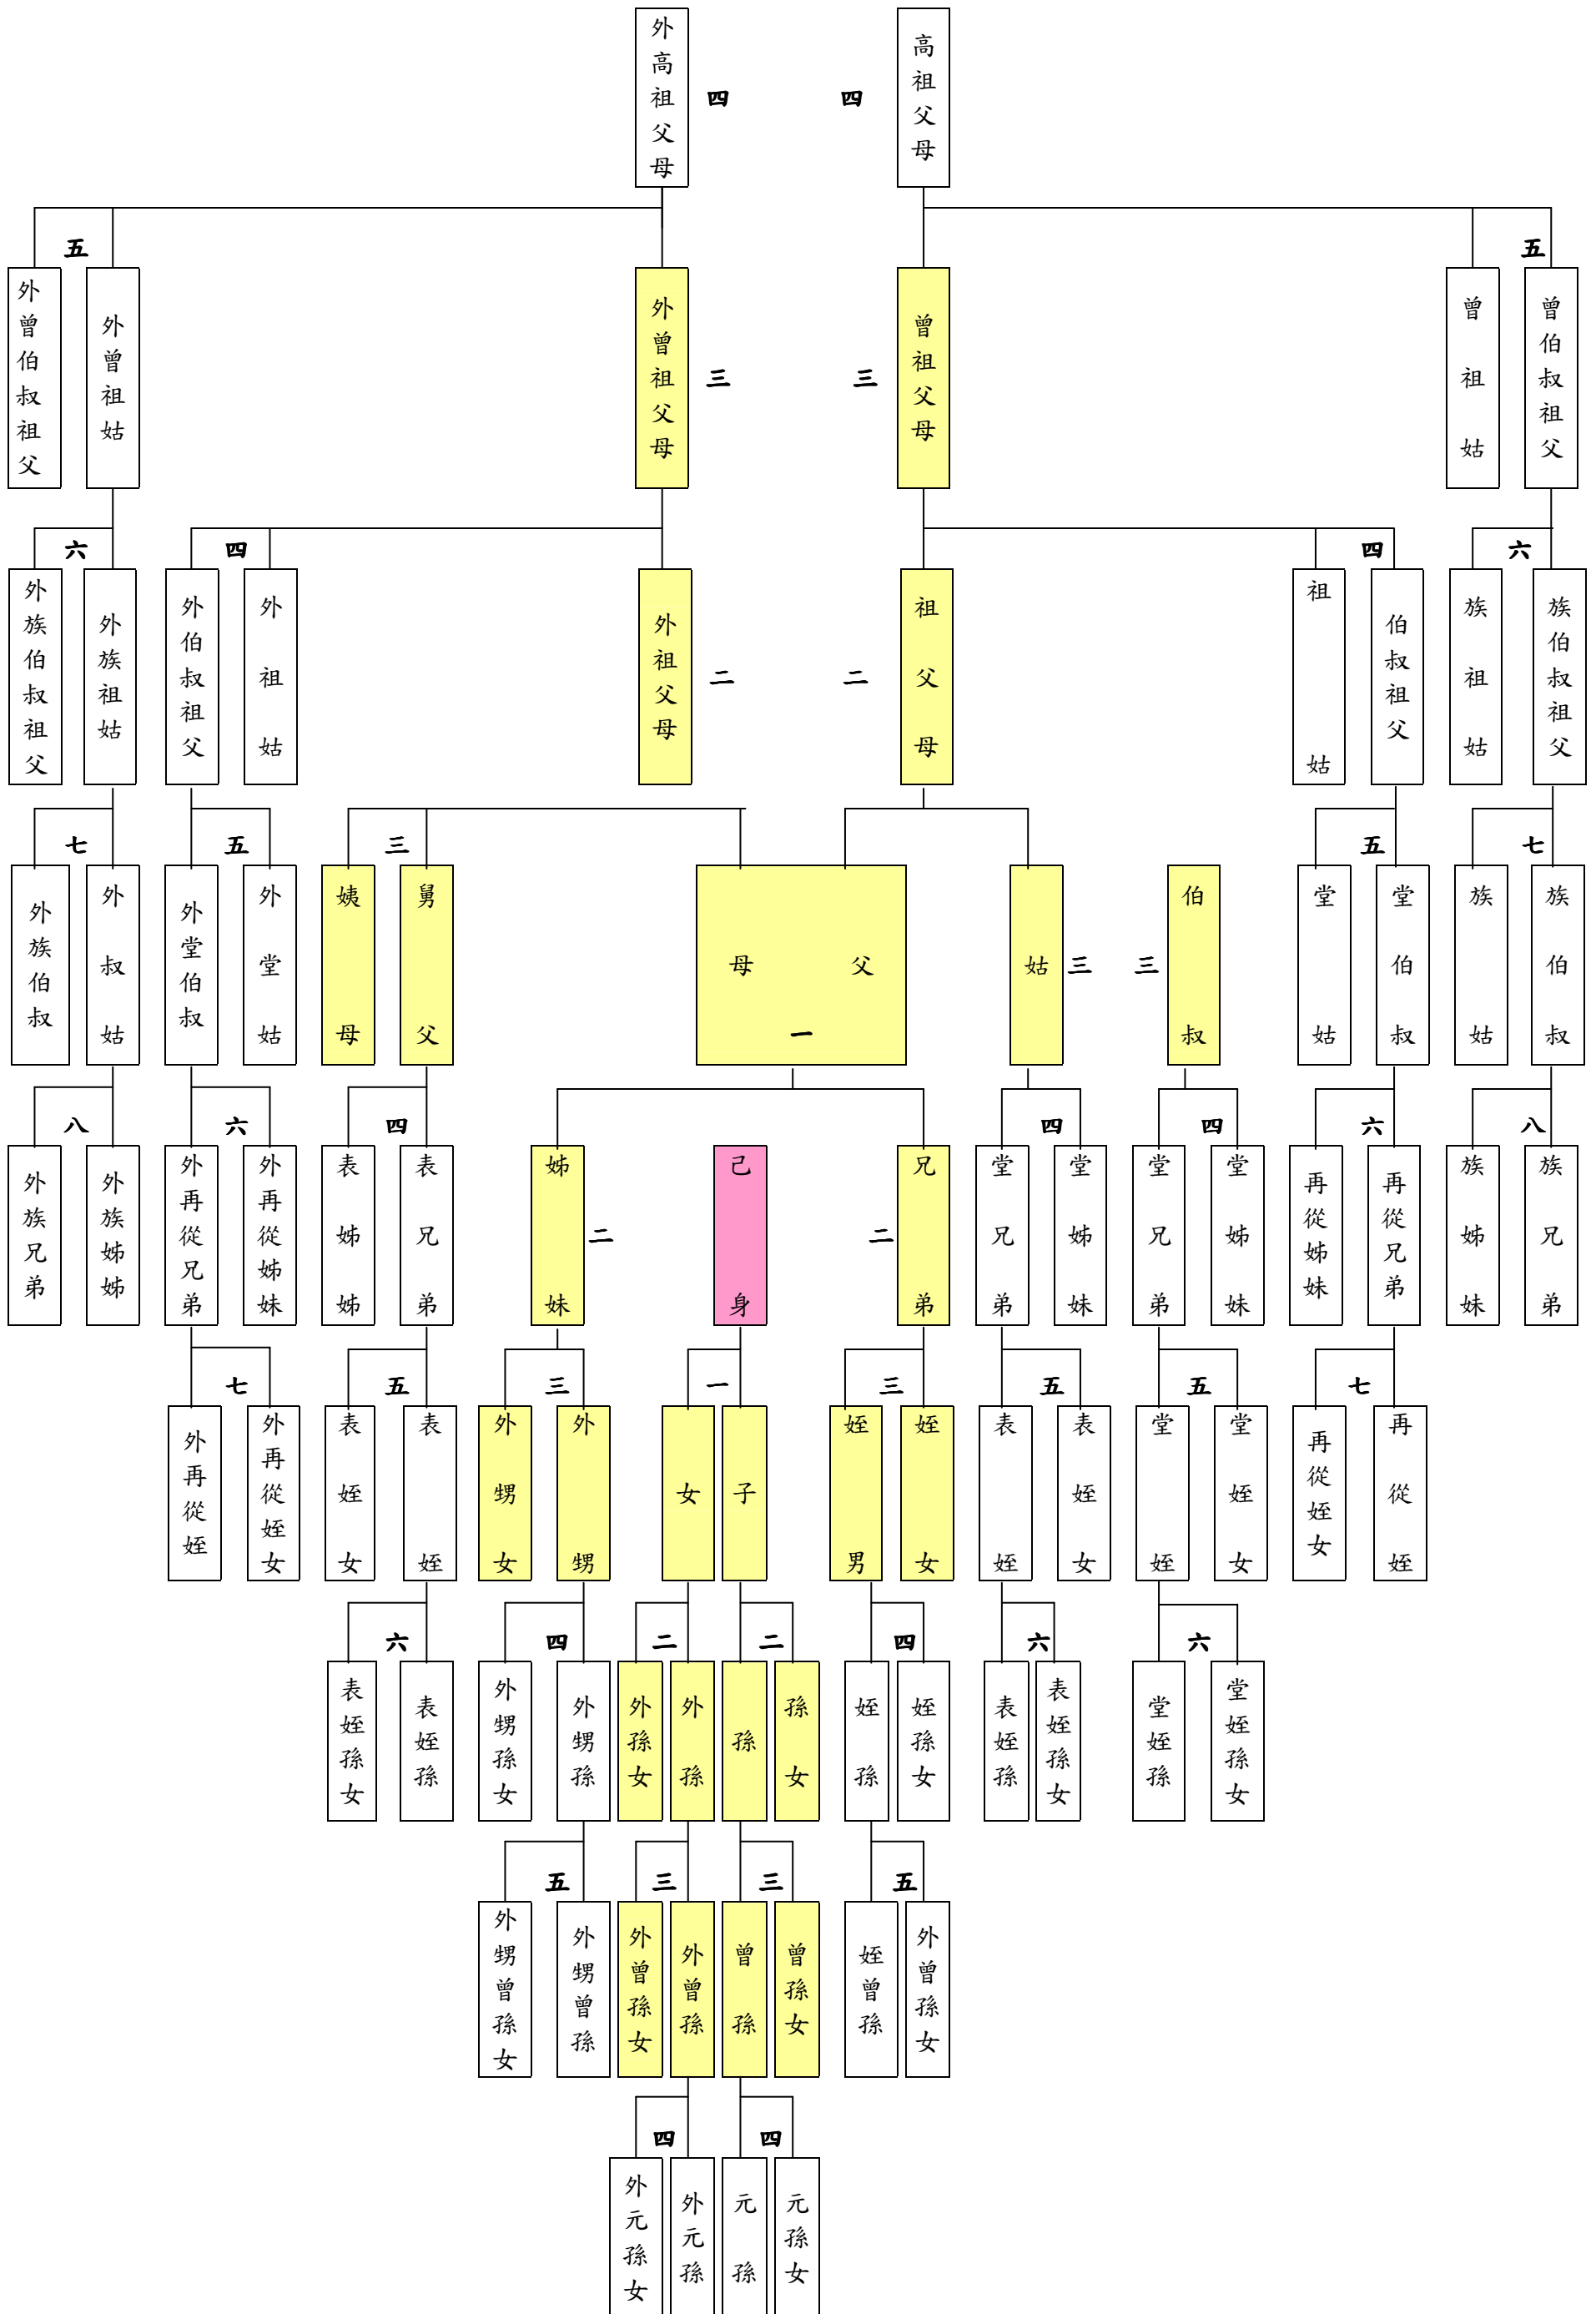 外高祖父母
四
四
高祖父母
五
五
外曾伯叔祖父
外曾祖姑
外曾祖父母
三
三
曾祖父母
曾祖姑
曾伯叔祖父
六
四
四
六
外族伯叔祖父
外族祖姑
外伯叔祖父
外祖姑
外祖父母
二
二
祖父母
祖姑
伯叔祖父
族祖姑
族伯叔祖父
七
五
三
五
七
外族伯叔
外叔姑
外堂伯叔
外堂姑
姨母
舅父
母
父
一
姑
三
三
伯叔
堂姑
堂伯叔
族姑
族伯叔
八
六
四
四
四
六
八
外族兄弟
外族姊姊
外再從兄弟
外再從姊妹
表姊姊
表兄弟
姊妹
二
己身
二
兄弟
堂兄弟
堂姊妹
堂兄弟
堂姊妹
再從姊妹
再從兄弟
族姊妹
族兄弟
七
五
三
一
三
五
五
七
外再從姪
外再從姪女
表姪女
表姪
外甥女
外甥
女
子
姪男
姪女
表姪
表姪女
堂姪
堂姪女
再從姪女
再從姪
六
四
二
二
四
六
六
表姪孫女
表姪孫
外甥孫女
外甥孫
外孫女
外孫
孫
孫女
姪孫
姪孫女
表姪孫
表姪孫女
堂姪孫
堂姪孫女
五
三
三
五
外甥曾孫女
外甥曾孫
外曾孫女
外曾孫
曾孫
曾孫女
姪曾孫
外曾孫女
四
四
外元孫女
外元孫
元孫
元孫女